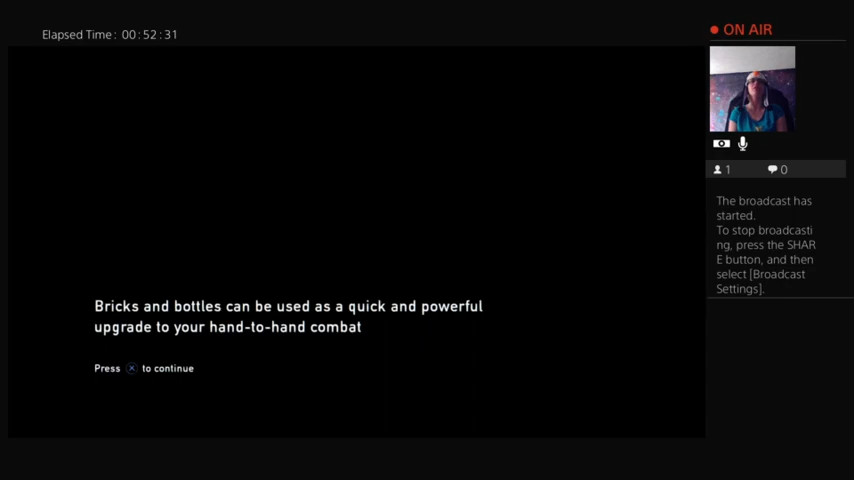 Elapsed Time: 00:52:31
ON AIR
1
0
The broadcast has
started.
To stop broadcasti
ng, press the SHAR
E button, and then
select [Broadcast
Settings].
Bricks and bottles can be used as a quick and powerful
upgrade to your hand-to-hand combat
Press ⓧ to continue